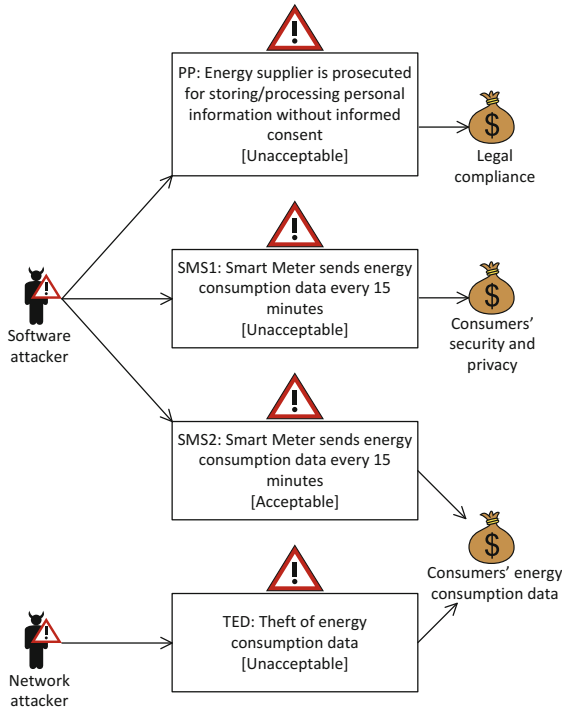 PP: Energy supplier is prosecuted
for storing/processing personal
information without informed
consent
[Unacceptable]
$
Legal
compliance
SMS1: Smart Meter sends energy
consumption data every 15
minutes
[Unacceptable]
$
Consumers’
security and
privacy
Software
attacker
SMS2: Smart Meter sends energy
consumption data every 15
minutes
[Acceptable]
$
Consumers’ energy
consumption data
TED: Theft of energy
consumption data
[Unacceptable]
Network
attacker